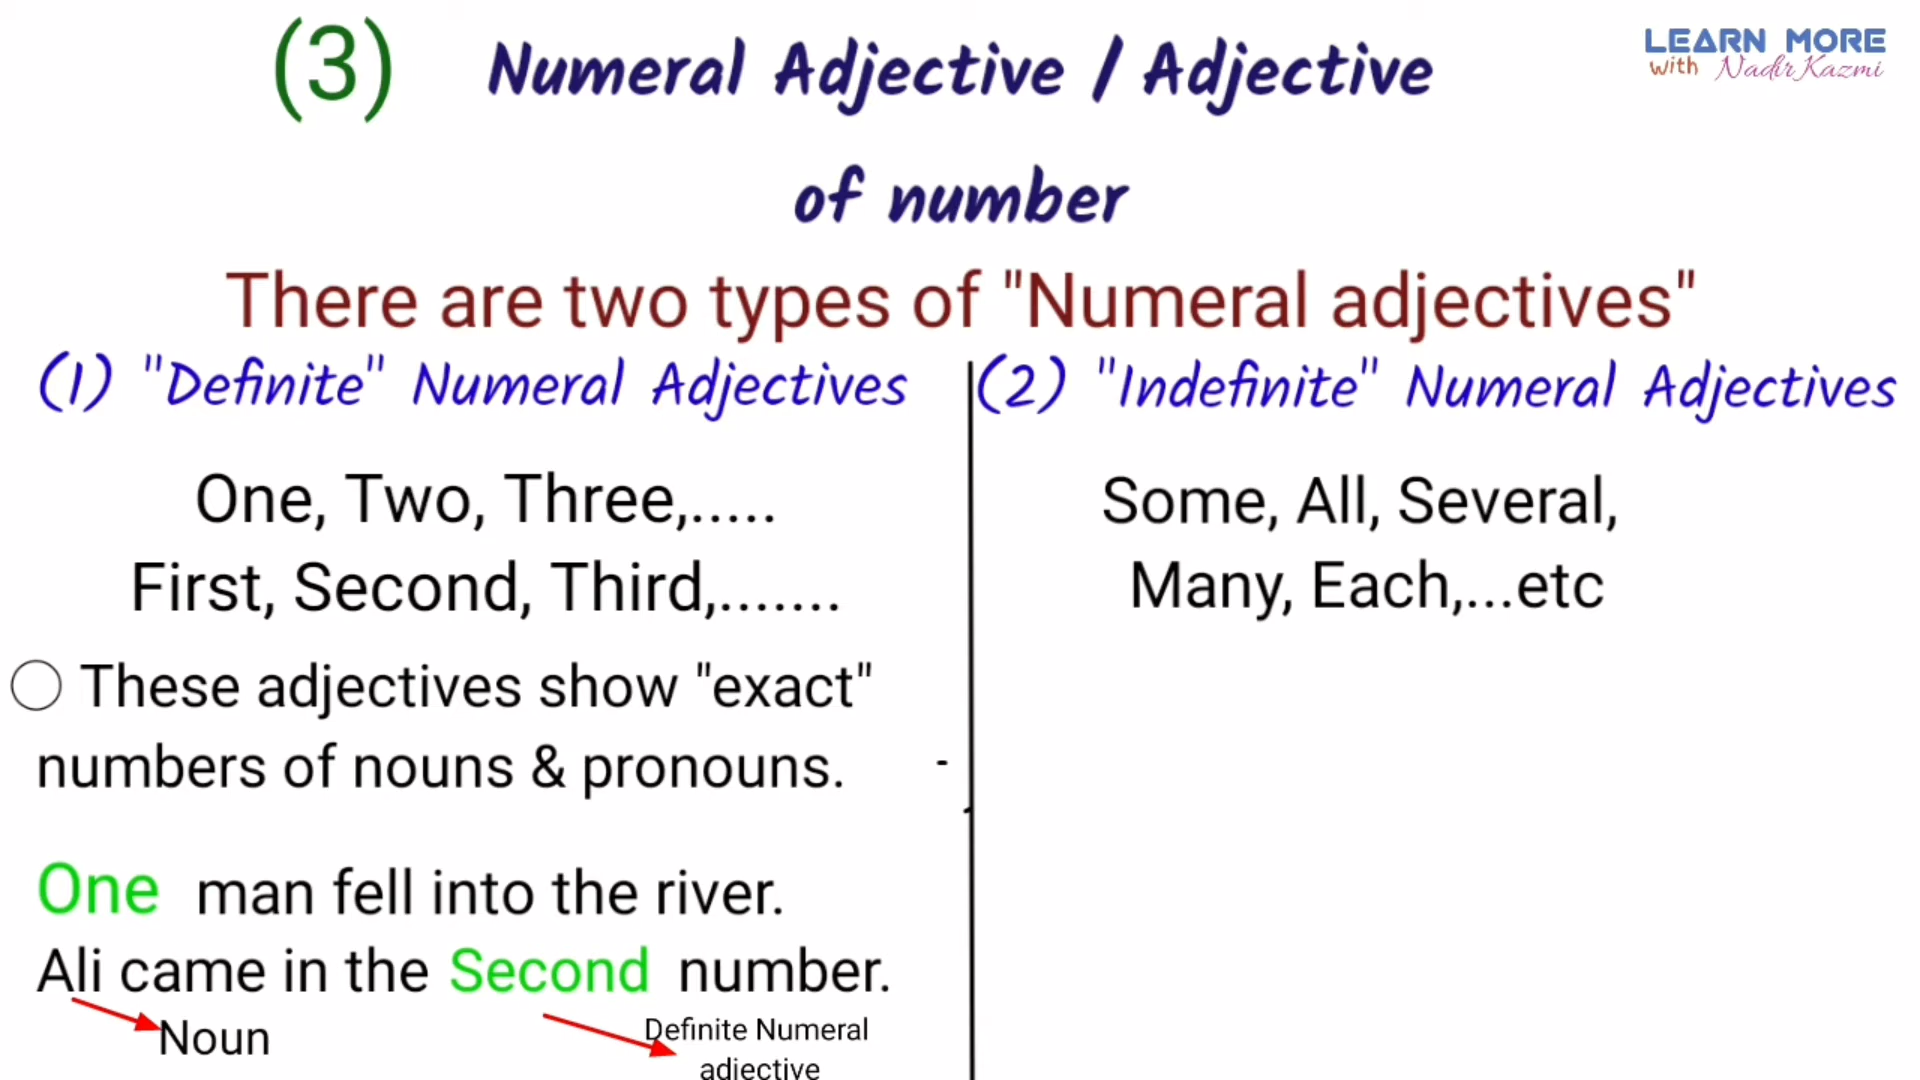 (3) Numeral Adjective / Adjective
of number
LEARN MORE
with Nadir Kazmi
There are two types of "Numeral adjectives"
(1) "Definite" Numeral Adjectives
One, Two, Three,.....
First, Second, Third,.......
These adjectives show "exact"
numbers of nouns & pronouns.
One man fell into the river.
Ali came in the Second number.
Noun
Definite Numeral
adjective
(2) "Indefinite" Numeral Adjectives
Some, All, Several,
Many, Each,...etc